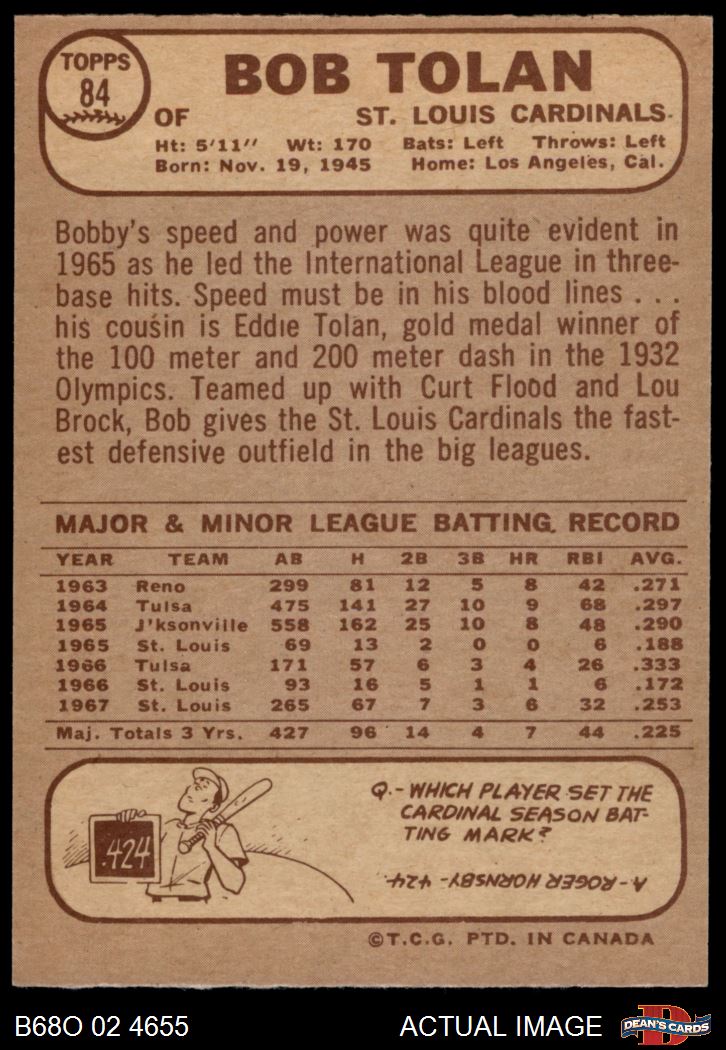 TOPPS
84
BOB TOLAN
OF ST. LOUIS CARDINALS
Ht: 5'11" Wt: 170 Bats: Left Throws: Left
Born: Nov. 19, 1945 Home: Los Angeles, Cal.
Bobby's speed and power was quite evident in
1965 as he led the International League in three-
base hits. Speed must be in his blood lines . . .
his cousin is Eddie Tolan, gold medal winner of
the 100 meter and 200 meter dash in the 1932
Olympics. Teamed up with Curt Flood and Lou
Brock, Bob gives the St. Louis Cardinals the fast-
est defensive outfield in the big leagues.
MAJOR & MINOR LEAGUE BATTING RECORD
YEAR TEAM AB H 2B 3B HR RBI AVG.
1963 Reno 299 81 12 5 8 42 .271
1964 Tulsa 475 141 27 10 9 68 .297
1965 J'ksonville 558 162 25 10 8 48 .290
1965 St. Louis 69 13 2 0 0 6 .188
1966 Tulsa 171 57 6 3 4 26 .333
1966 St. Louis 93 16 5 1 1 6 .172
1967 St. Louis 265 67 7 3 6 32 .253
Maj. Totals 3 Yrs. 427 96 14 4 7 44 .225
.424
Q.- WHICH PLAYER SET THE
CARDINAL SEASON BAT-
TING MARK?
A - ROGER HORNSBY - 424
©T.C.G. PTD. IN CANADA
B68O 02 4655
ACTUAL IMAGE
D
DEAN'S CARDS